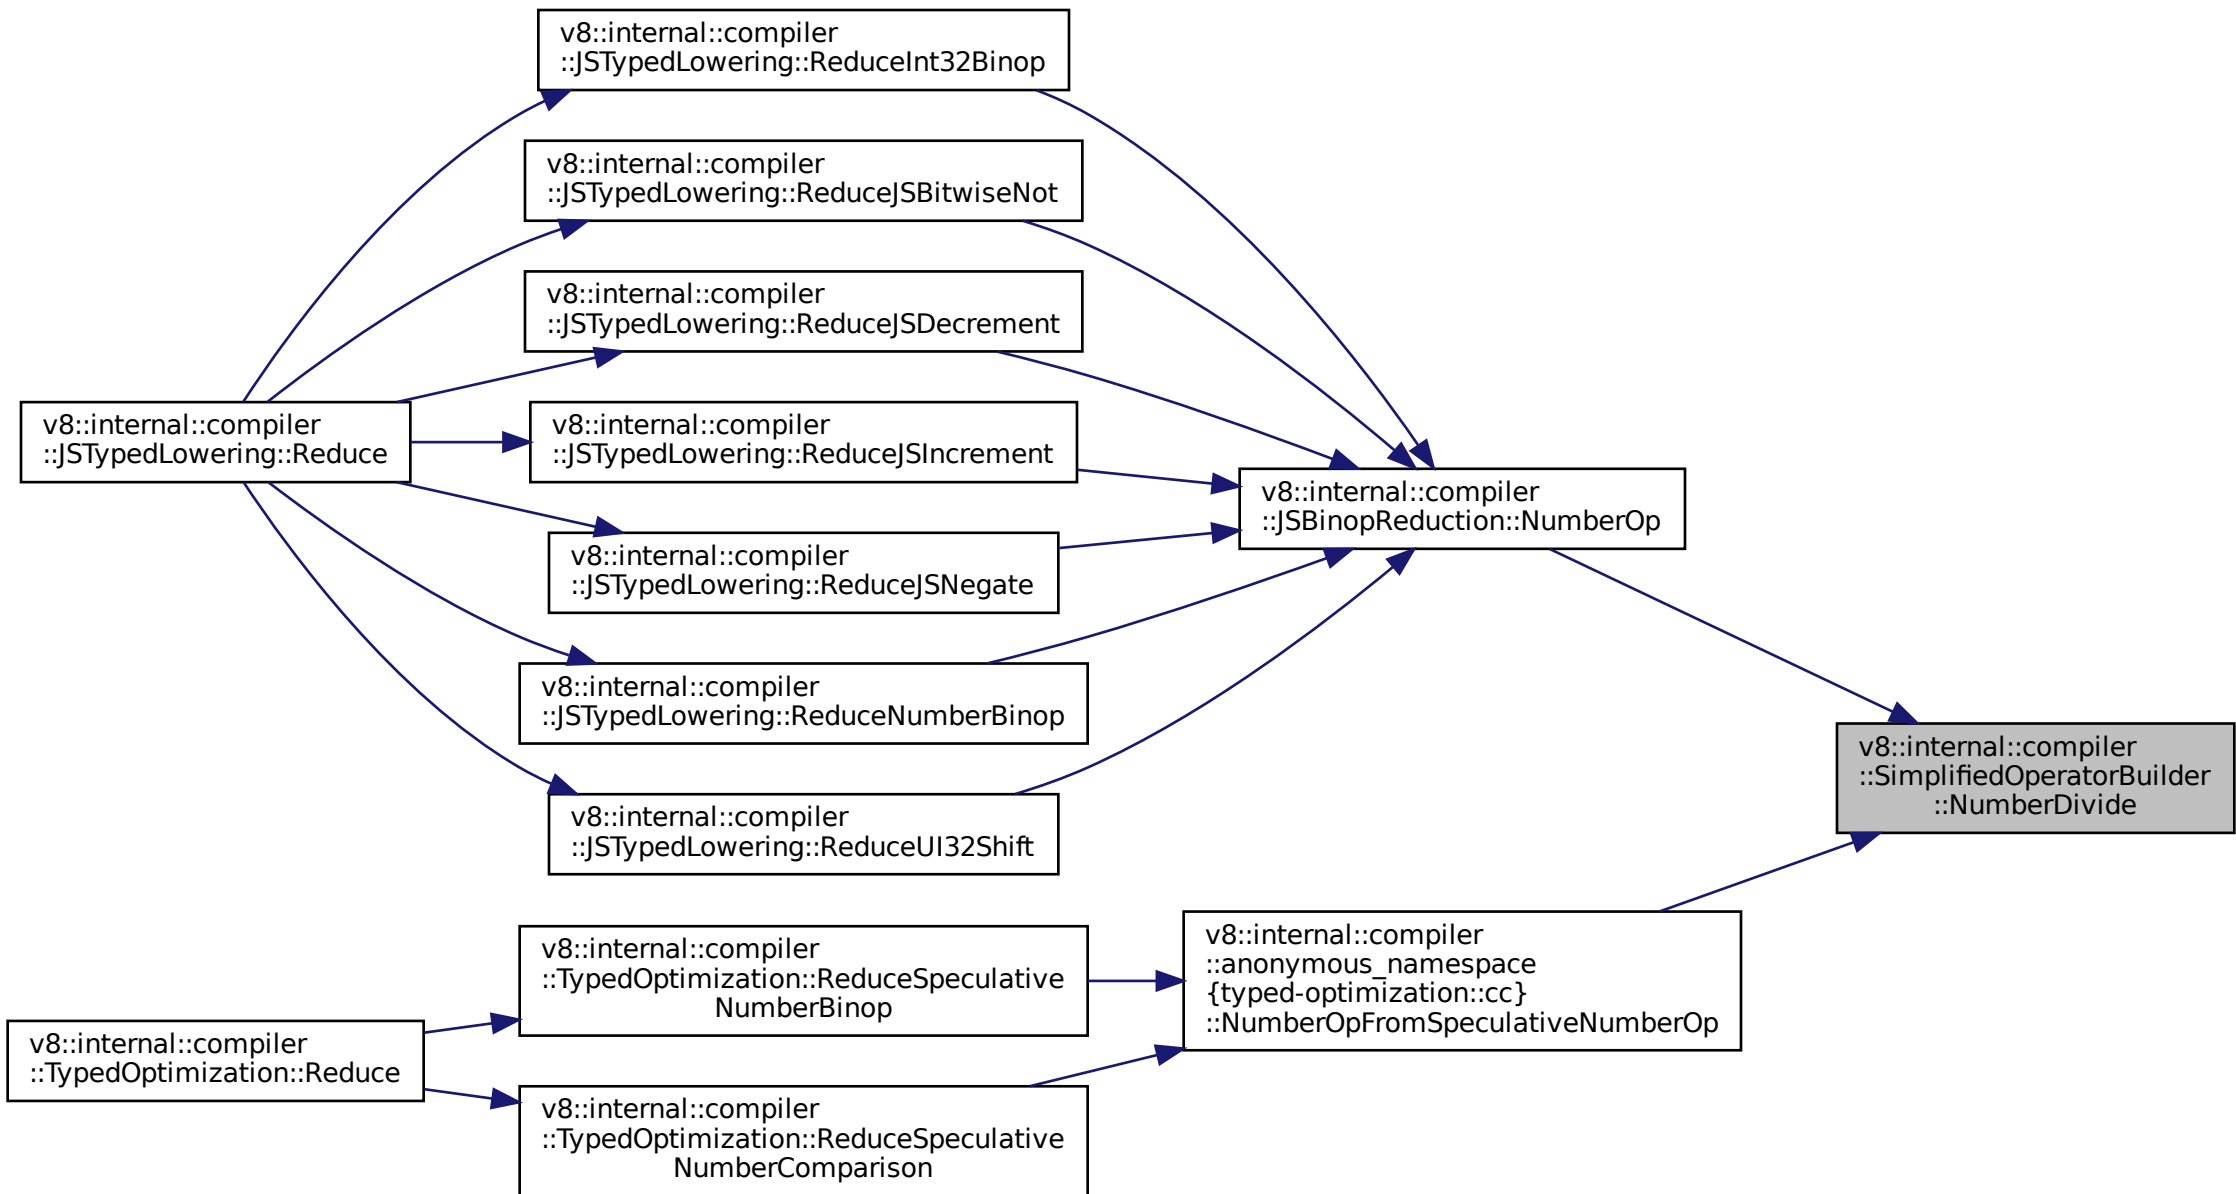 v8::internal::compiler
::JSTypedLowering::ReduceInt32Binop
v8::internal::compiler
::JSTypedLowering::ReduceJSBitwiseNot
v8::internal::compiler
::JSTypedLowering::ReduceJSDecrement
v8::internal::compiler
::JSTypedLowering::Reduce
v8::internal::compiler
::JSTypedLowering::ReduceJSIncrement
v8::internal::compiler
::JSBinopReduction::NumberOp
v8::internal::compiler
::JSTypedLowering::ReduceJSNegate
v8::internal::compiler
::JSTypedLowering::ReduceNumberBinop
v8::internal::compiler
::SimplifiedOperatorBuilder
::NumberDivide
v8::internal::compiler
::JSTypedLowering::ReduceUI32Shift
v8::internal::compiler
::anonymous_namespace
{typed-optimization::cc}
::NumberOpFromSpeculativeNumberOp
v8::internal::compiler
::TypedOptimization::ReduceSpeculative
NumberBinop
v8::internal::compiler
::TypedOptimization::Reduce
v8::internal::compiler
::TypedOptimization::ReduceSpeculative
NumberComparison